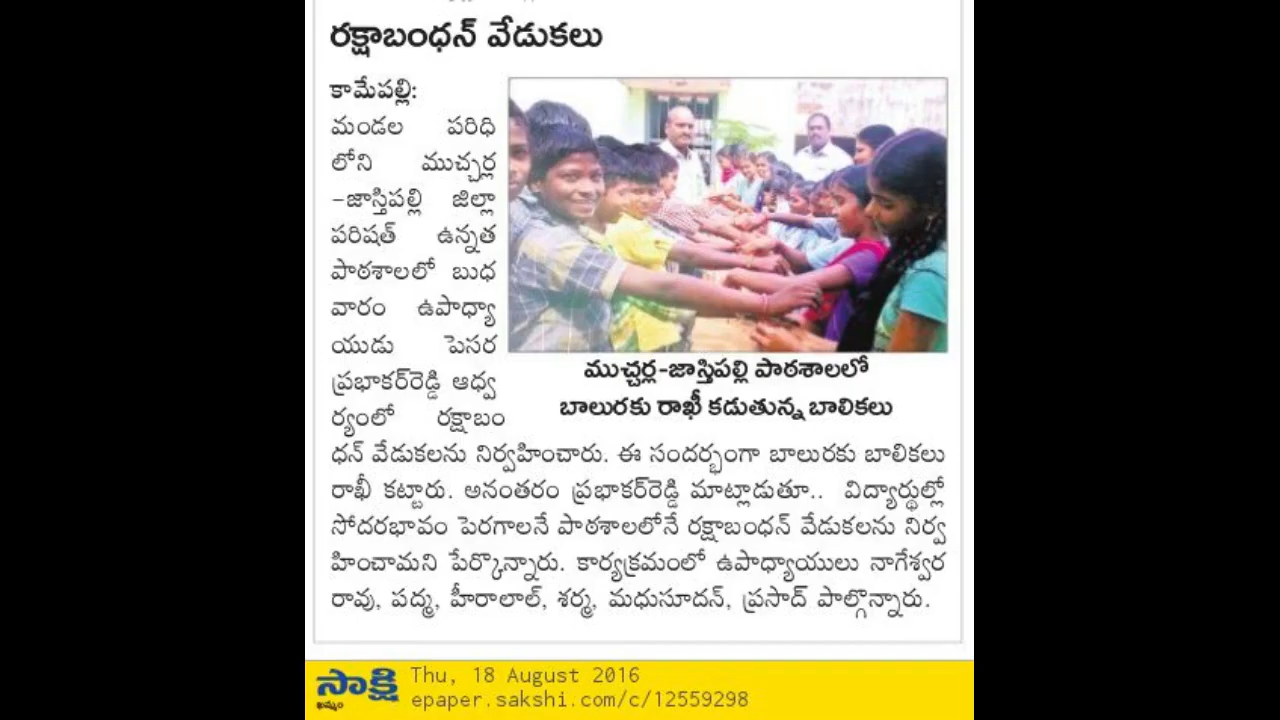 రక్షాబంధన్ వేడుకలు
కామేపల్లి:
మండల పరిధి
లోని ముచ్చర్ల
-జాస్తిపల్లి జిల్లా
పరిషత్ ఉన్నత
పాఠశాలలో బుధ
వారం ఉపాధ్యా
యుడు పెసర
ప్రభాకర్‌రెడ్డి ఆధ్వ
ర్యంలో రక్షాబం
ధన్ వేడుకలను నిర్వహించారు. ఈ సందర్భంగా బాలురకు బాలికలు
రాఖీ కట్టారు. అనంతరం ప్రభాకర్‌రెడ్డి మాట్లాడుతూ.. విద్యార్థుల్లో
సోదరభావం పెరగాలనే పాఠశాలలోనే రక్షాబంధన్ వేడుకలను నిర్వ
హించామని పేర్కొన్నారు. కార్యక్రమంలో ఉపాధ్యాయులు నాగేశ్వర
రావు, పద్మ, హీరాలాల్, శర్మ, మధుసూదన్, ప్రసాద్ పాల్గొన్నారు.
ముచ్చర్ల-జాస్తిపల్లి పాఠశాలలో
బాలురకు రాఖీ కడుతున్న బాలికలు
సాక్షి
ఖమ్మం
Thu, 18 August 2016
epaper.sakshi.com/c/12559298